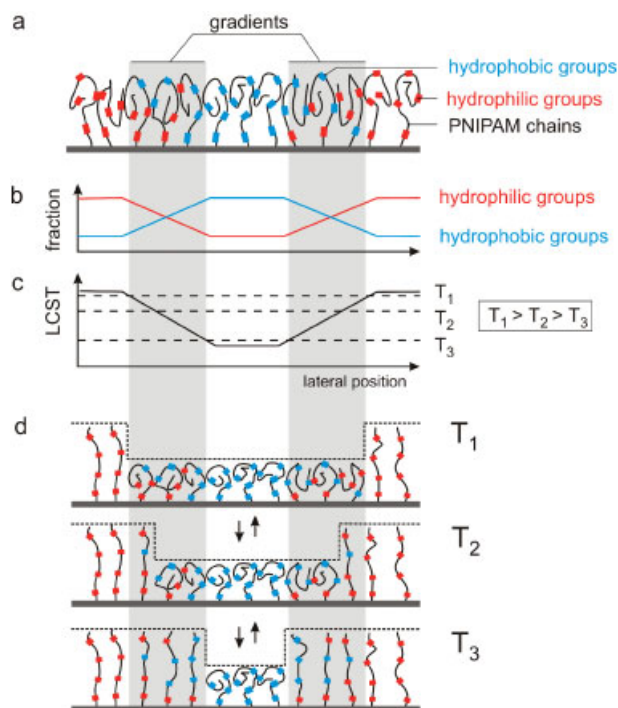 a
gradients
hydrophobic groups
hydrophilic groups
PNIPAM chains
b
fraction
hydrophilic groups
hydrophobic groups
c
LCST
T₁
T₂
T₃
T₁ > T₂ > T₃
lateral position
d
T₁
T₂
T₃